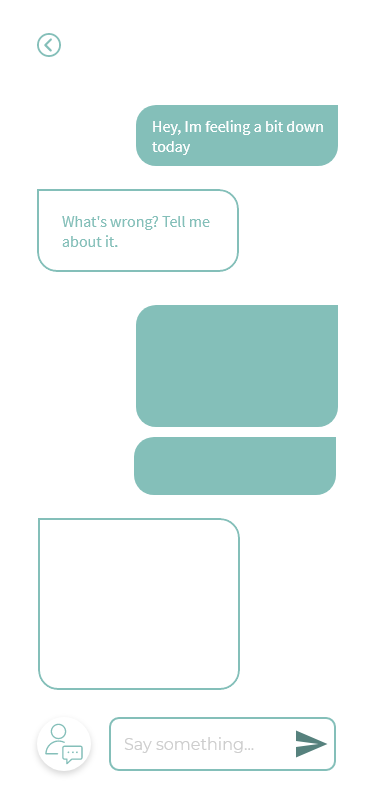 Hey, Im feeling a bit down
today
What's wrong? Tell me
about it.
Say something...